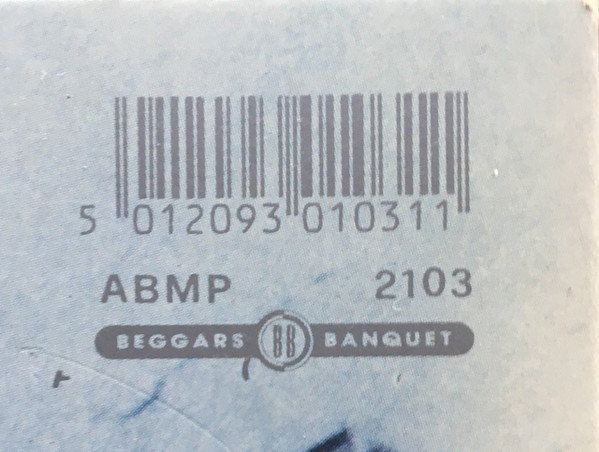 5 012093 010311
ABMP 2103
BEGGARS BB BANQUET